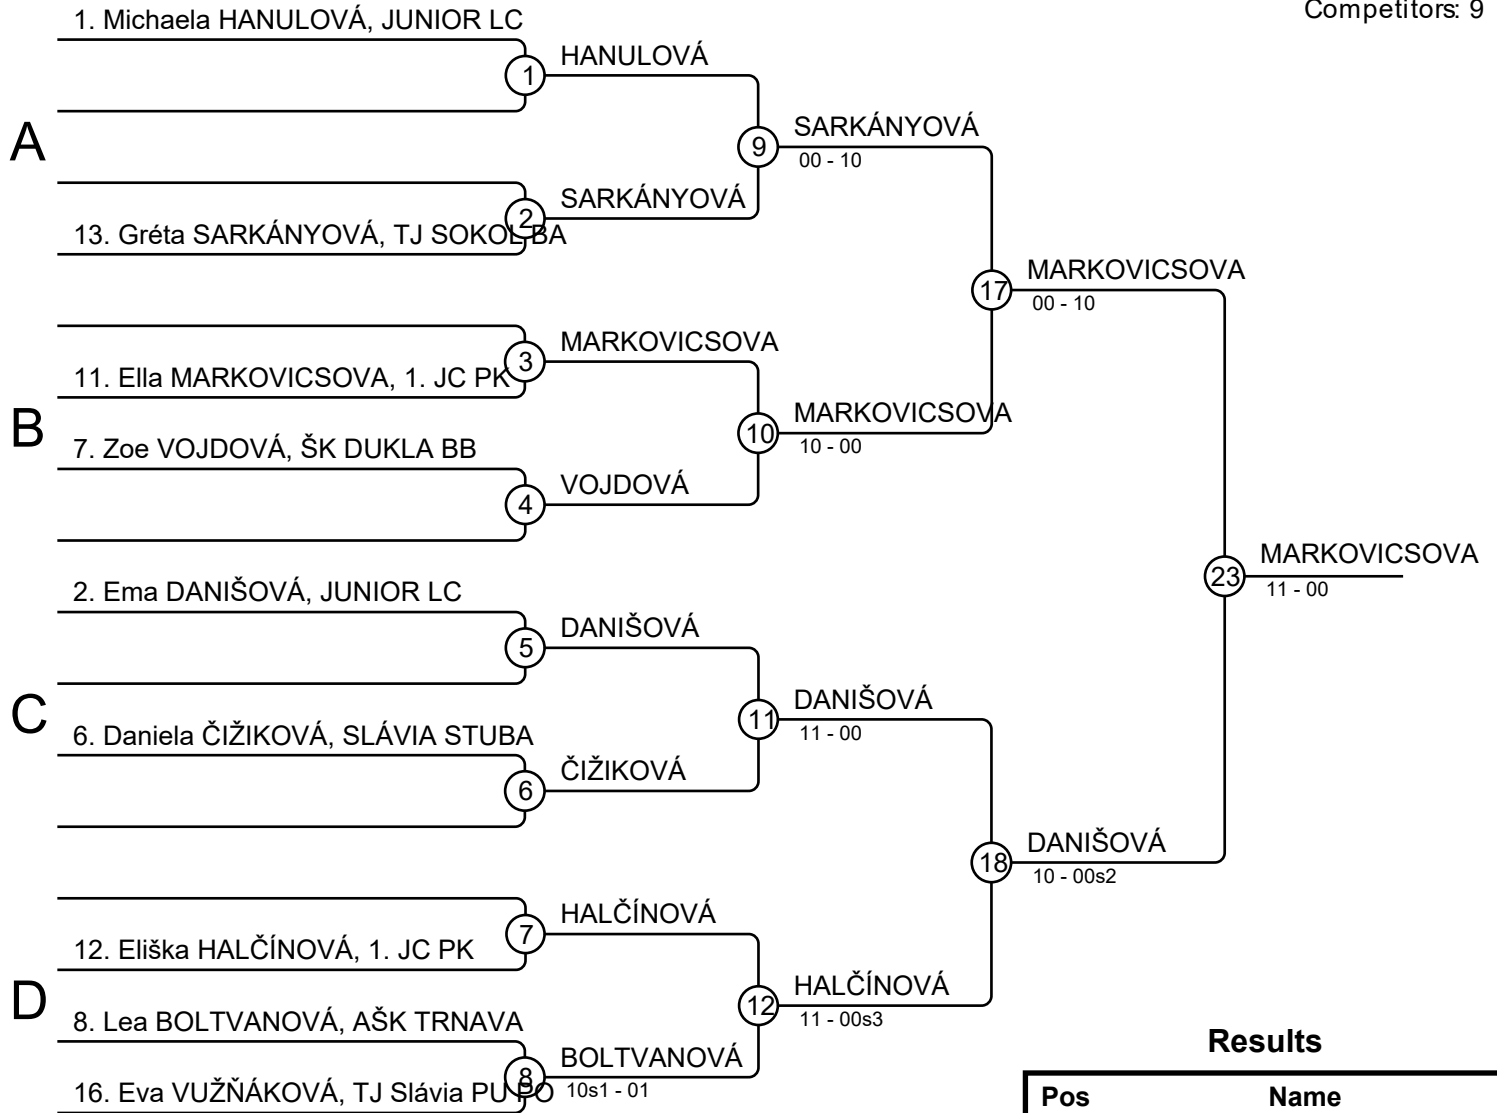 Competitors: 9
1. Michaela HANULOVÁ, JUNIOR LC
1
HANULOVÁ
A
9
SARKÁNYOVÁ
00 - 10
2
SARKÁNYOVÁ
13. Gréta SARKÁNYOVÁ, TJ SOKOL BA
17
MARKOVICSOVA
00 - 10
3
MARKOVICSOVA
11. Ella MARKOVICSOVA, 1. JC PK
B
10
MARKOVICSOVA
10 - 00
7. Zoe VOJDOVÁ, ŠK DUKLA BB
4
VOJDOVÁ
23
MARKOVICSOVA
11 - 00
2. Ema DANIŠOVÁ, JUNIOR LC
5
DANIŠOVÁ
C
11
DANIŠOVÁ
11 - 00
6. Daniela ČIŽIKOVÁ, SLÁVIA STUBA
6
ČIŽIKOVÁ
18
DANIŠOVÁ
10 - 00s2
7
HALČÍNOVÁ
12. Eliška HALČÍNOVÁ, 1. JC PK
D
12
HALČÍNOVÁ
11 - 00s3
8. Lea BOLTVANOVÁ, AŠK TRNAVA
8
BOLTVANOVÁ
10s1 - 01
16. Eva VUŽŇÁKOVÁ, TJ Slávia PU PO
Results
Pos Name